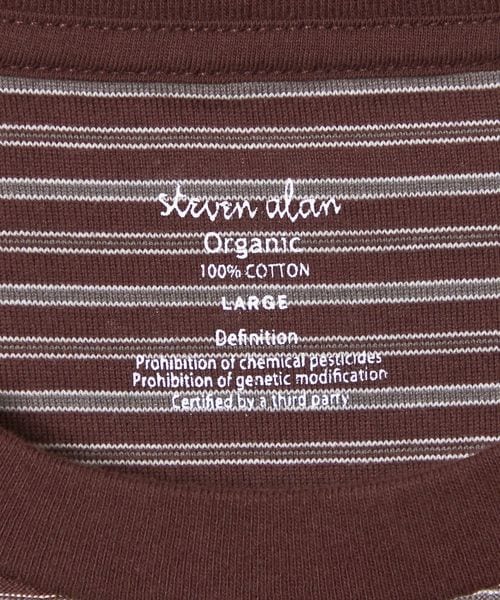 steven alan
Organic
100% COTTON
LARGE
Definition
Prohibition of chemical pesticides
Prohibition of genetic modification
Certified by a third party